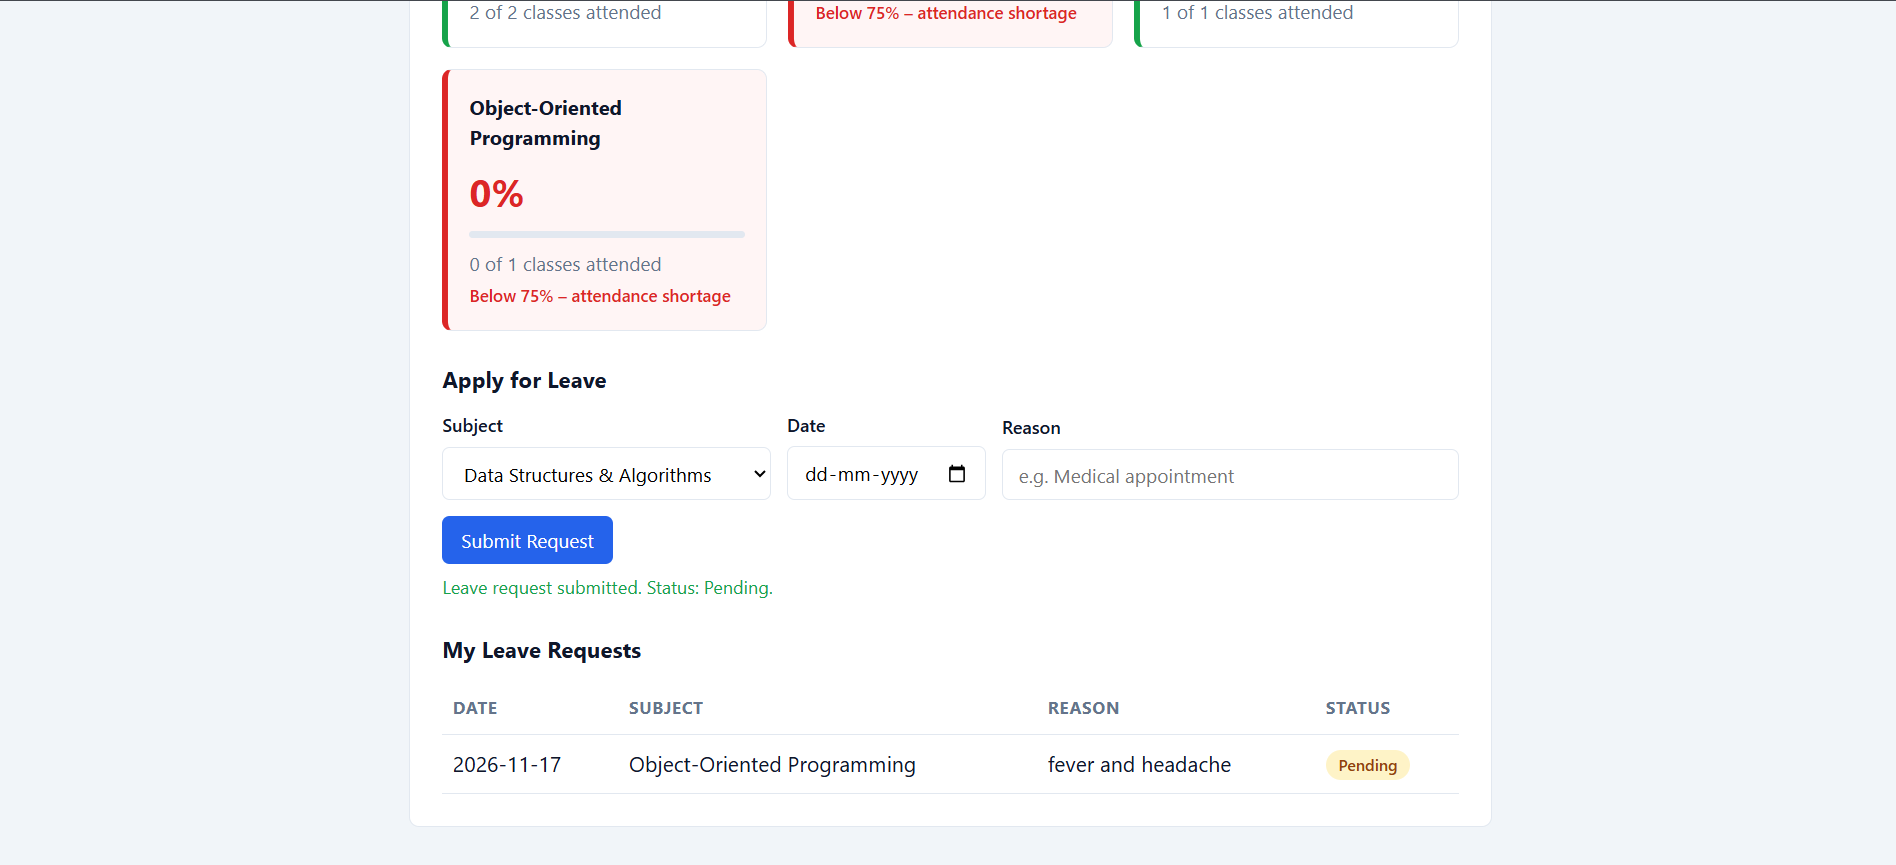 2 of 2 classes attended
Below 75% – attendance shortage
1 of 1 classes attended
Object-Oriented
Programming
0%
0 of 1 classes attended
Below 75% – attendance shortage
Apply for Leave
Subject
Date
Reason
Data Structures & Algorithms
dd-mm-yyyy
e.g. Medical appointment
Submit Request
Leave request submitted. Status: Pending.
My Leave Requests
DATE SUBJECT REASON STATUS
2026-11-17 Object-Oriented Programming fever and headache Pending